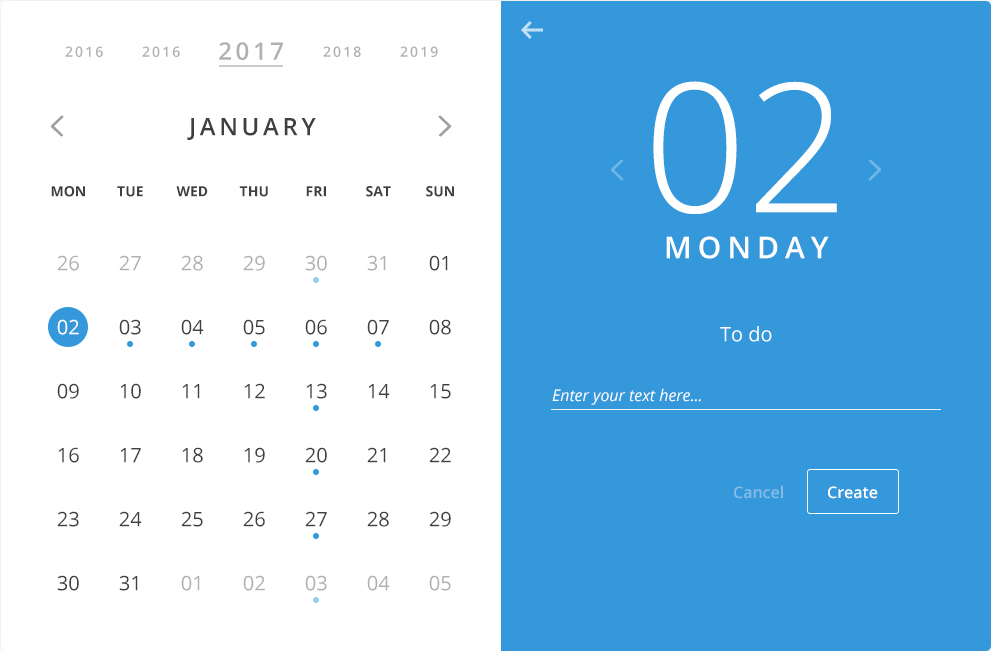 2016 2016 2017 2018 2019
JANUARY
MON TUE WED THU FRI SAT SUN
26 27 28 29 30 31 01
02 03 04 05 06 07 08
09 10 11 12 13 14 15
16 17 18 19 20 21 22
23 24 25 26 27 28 29
30 31 01 02 03 04 05
02
MONDAY
To do
Enter your text here...
Cancel Create